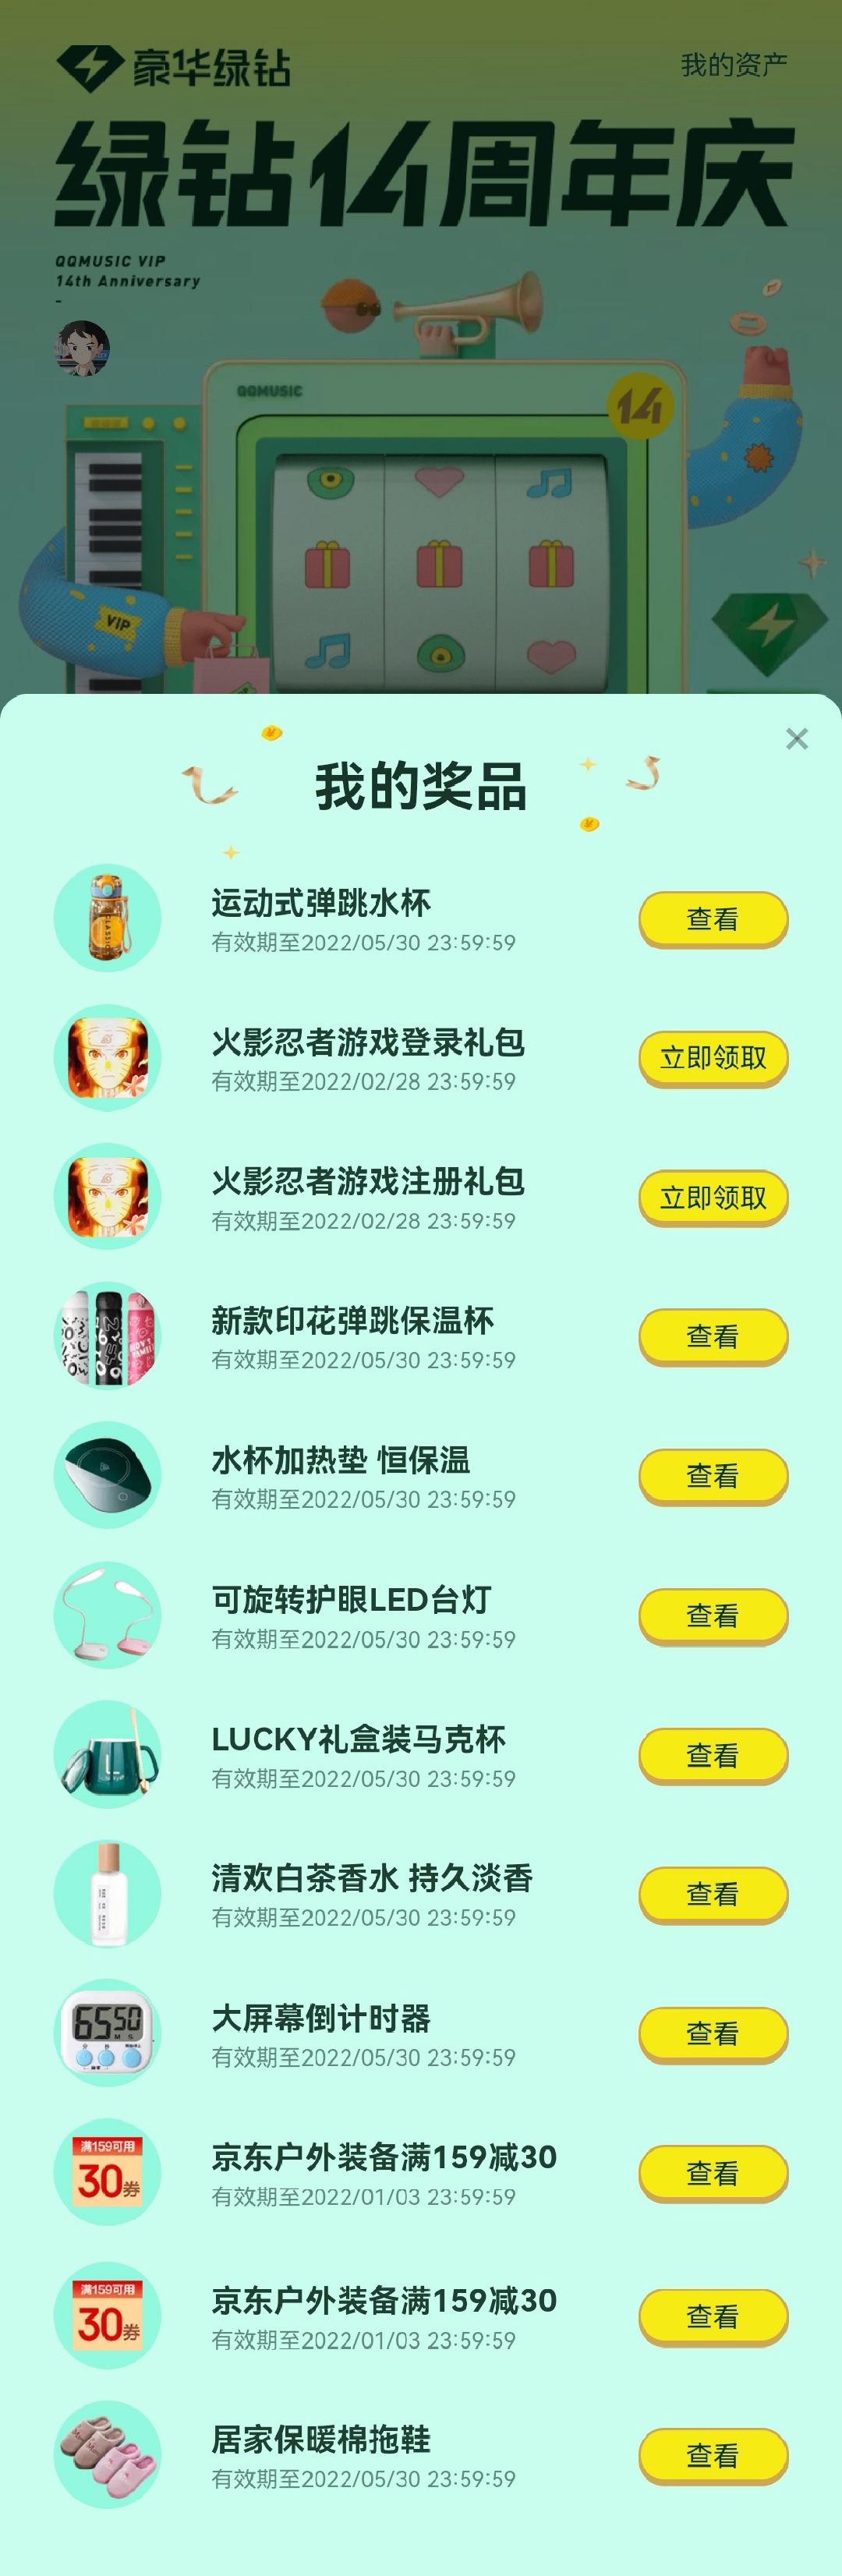 豪华绿钻
我的资产
绿钻14周年庆
QQMUSIC VIP
14th Anniversary
QQMUSIC
14
VIP
我的奖品
运动式弹跳水杯
有效期至2022/05/30 23:59:59
查看
火影忍者游戏登录礼包
有效期至2022/02/28 23:59:59
立即领取
火影忍者游戏注册礼包
有效期至2022/02/28 23:59:59
立即领取
新款印花弹跳保温杯
有效期至2022/05/30 23:59:59
查看
水杯加热垫 恒保温
有效期至2022/05/30 23:59:59
查看
可旋转护眼LED台灯
有效期至2022/05/30 23:59:59
查看
LUCKY礼盒装马克杯
有效期至2022/05/30 23:59:59
查看
清欢白茶香水 持久淡香
有效期至2022/05/30 23:59:59
查看
65 50
M S
大屏幕倒计时器
有效期至2022/05/30 23:59:59
查看
满159可用
30券
京东户外装备满159减30
有效期至2022/01/03 23:59:59
查看
满159可用
30券
京东户外装备满159减30
有效期至2022/01/03 23:59:59
查看
居家保暖棉拖鞋
有效期至2022/05/30 23:59:59
查看